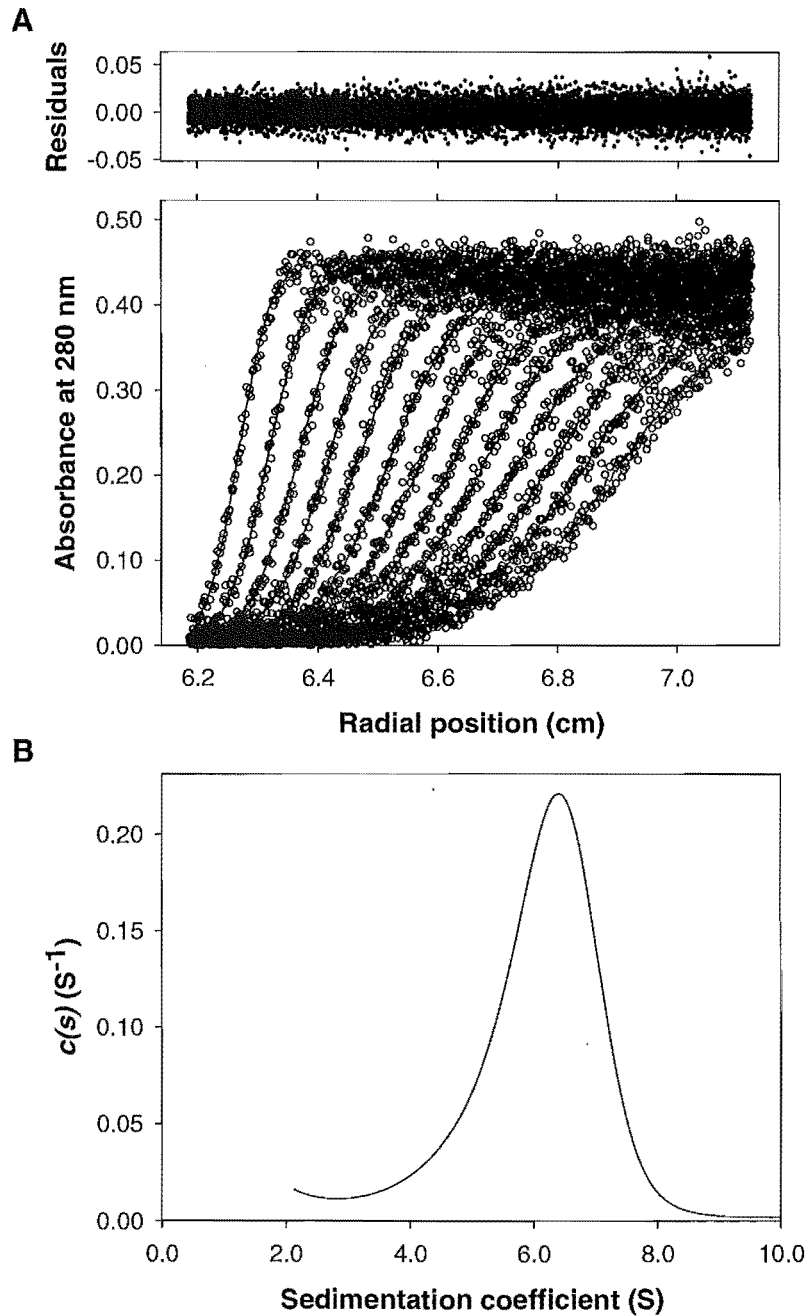 A
Residuals
0.05
0.00
-0.05
Absorbance at 280 nm
0.50
0.40
0.30
0.20
0.10
0.00
6.2 6.4 6.6 6.8 7.0
Radial position (cm)
B
c(s) (S-1)
0.20
0.15
0.10
0.05
0.00
0.0 2.0 4.0 6.0 8.0 10.0
Sedimentation coefficient (S)